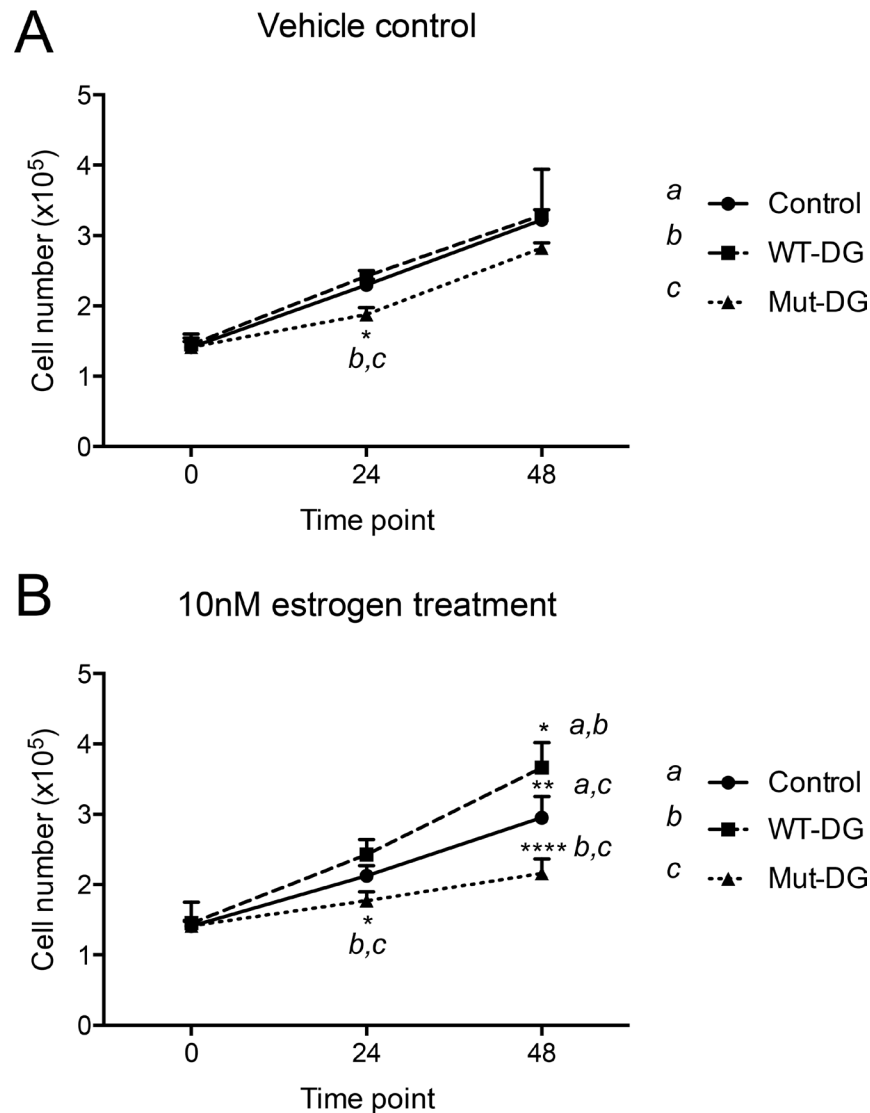 A
Vehicle control
5
4
3
2
1
0
Cell number (x10⁵)
*
b,c
0 24 48
Time point
a Control
b WT-DG
c Mut-DG
B
10nM estrogen treatment
5
4
3
2
1
0
Cell number (x10⁵)
* a,b
** a,c
**** b,c
*
b,c
0 24 48
Time point
a Control
b WT-DG
c Mut-DG